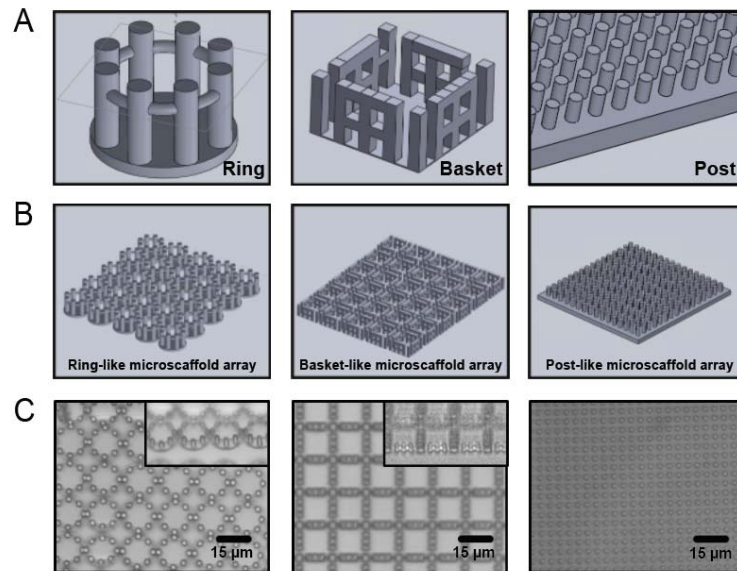 A
Ring
Basket
Post
B
Ring-like microscaffold array
Basket-like microscaffold array
Post-like microscaffold array
C
15 µm
15 µm
15 µm